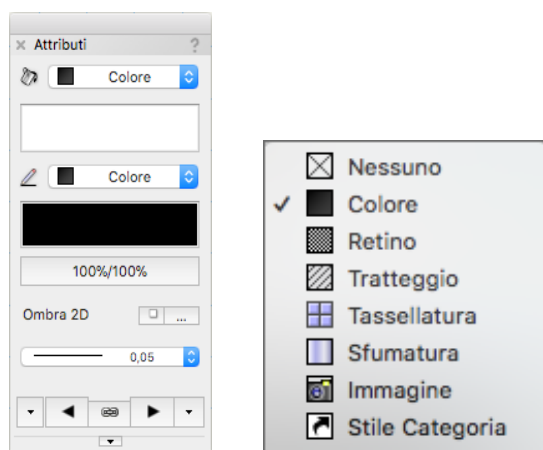 × Attributi ?
Colore
Colore
100%/100%
Ombra 2D ...
0,05
Nessuno
✓ Colore
Retino
Tratteggio
Tassellatura
Sfumatura
Immagine
Stile Categoria